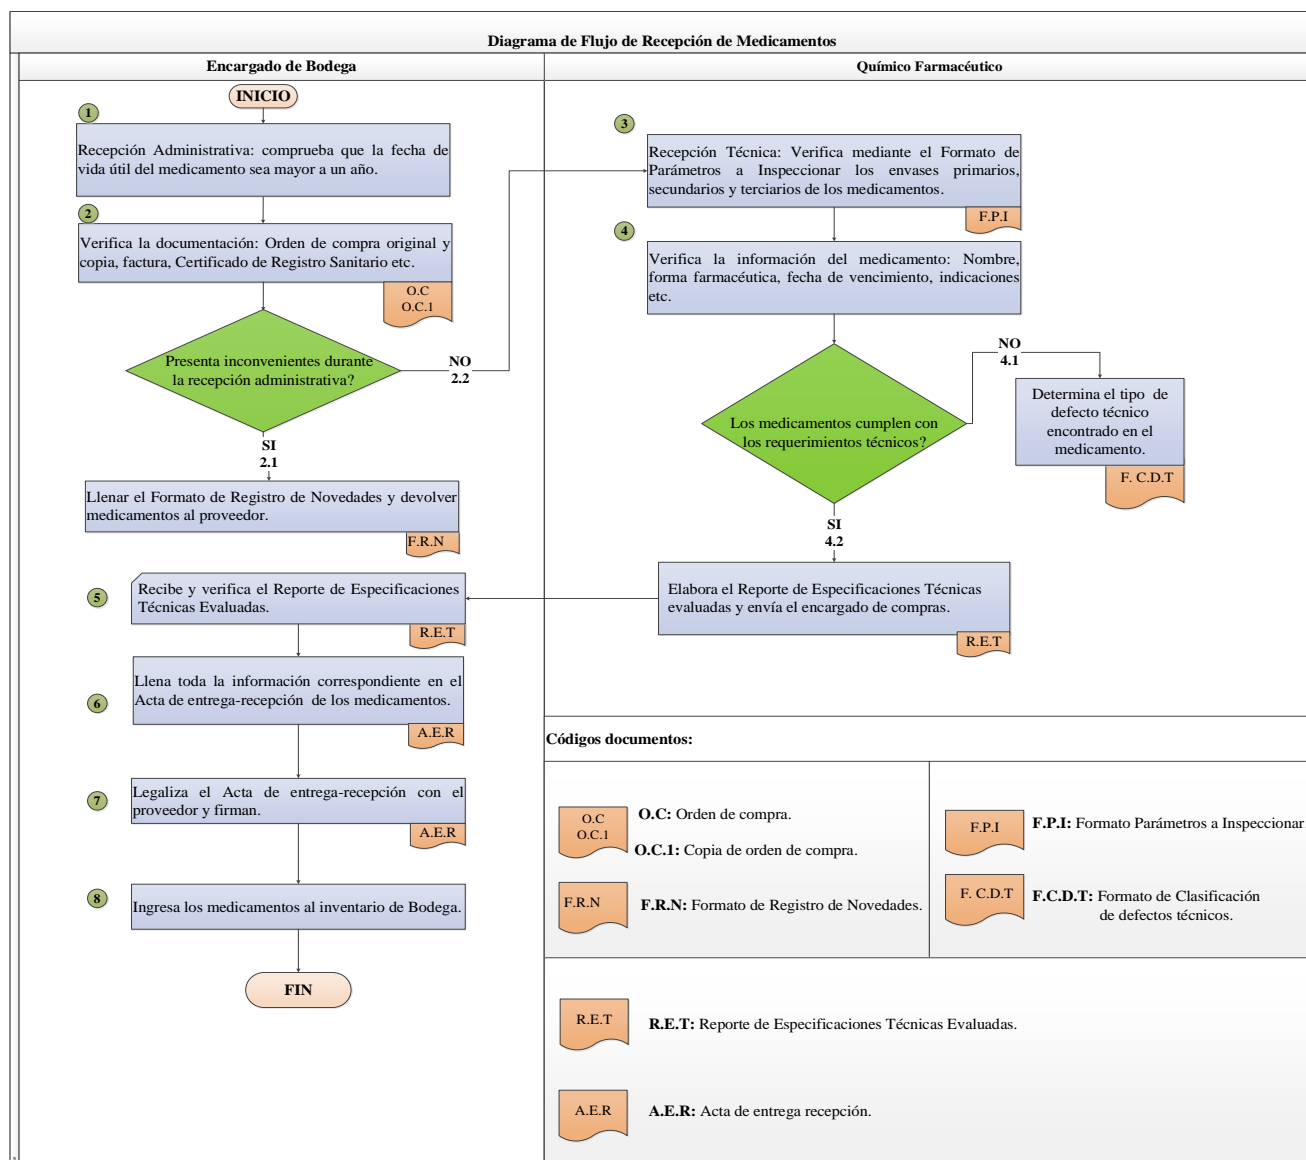 Diagrama de Flujo de Recepción de Medicamentos
Encargado de Bodega
Químico Farmacéutico
INICIO
1
Recepción Administrativa: comprueba que la fecha de
vida útil del medicamento sea mayor a un año.
2
Verifica la documentación: Orden de compra original y
copia, factura, Certificado de Registro Sanitario etc.
O.C
O.C.1
Presenta inconvenientes durante
la recepción administrativa?
NO
2.2
SI
2.1
Llenar el Formato de Registro de Novedades y devolver
medicamentos al proveedor.
F.R.N
3
Recepción Técnica: Verifica mediante el Formato de
Parámetros a Inspeccionar los envases primarios,
secundarios y terciarios de los medicamentos.
F.P.I
4
Verifica la información del medicamento: Nombre,
forma farmacéutica, fecha de vencimiento, indicaciones
etc.
Los medicamentos cumplen con
los requerimientos técnicos?
NO
4.1
Determina el tipo de
defecto técnico
encontrado en el
medicamento.
F. C.D.T
SI
4.2
Elabora el Reporte de Especificaciones Técnicas
evaluadas y envía el encargado de compras.
R.E.T
5
Recibe y verifica el Reporte de Especificaciones
Técnicas Evaluadas.
R.E.T
6
Llena toda la información correspondiente en el
Acta de entrega-recepción de los medicamentos.
A.E.R
7
Legaliza el Acta de entrega-recepción con el
proveedor y firman.
A.E.R
8
Ingresa los medicamentos al inventario de Bodega.
FIN
Códigos documentos:
O.C
O.C.1
O.C: Orden de compra.
O.C.1: Copia de orden de compra.
F.R.N
F.R.N: Formato de Registro de Novedades.
F.P.I
F.P.I: Formato Parámetros a Inspeccionar.
F. C.D.T
F.C.D.T: Formato de Clasificación
de defectos técnicos.
R.E.T
R.E.T: Reporte de Especificaciones Técnicas Evaluadas.
A.E.R
A.E.R: Acta de entrega recepción.